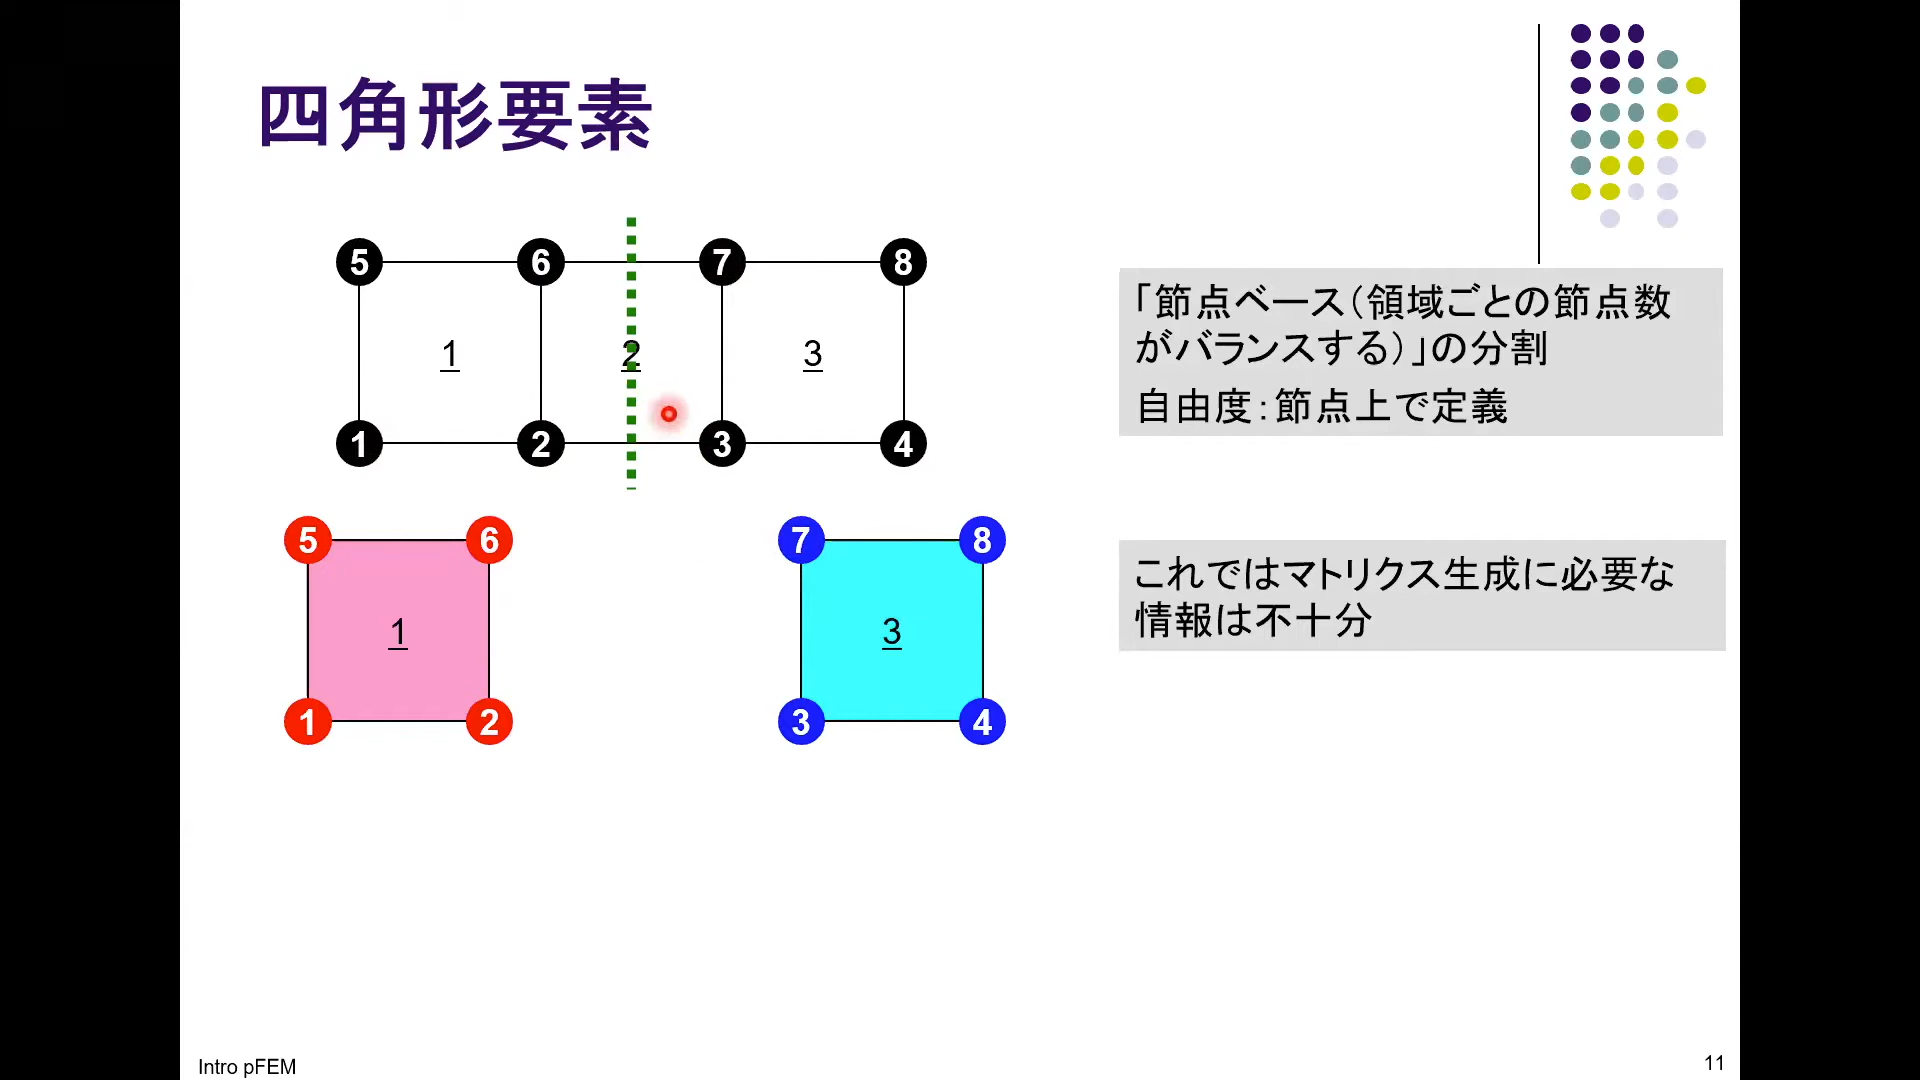 四角形要素
5 6 7 8
1 2 3
1 2 3 4
「節点ベース(領域ごとの節点数
がバランスする)」の分割
自由度:節点上で定義
5 6 7 8
1 3
1 2 3 4
これではマトリクス生成に必要な
情報は不十分
Intro pFEM
11